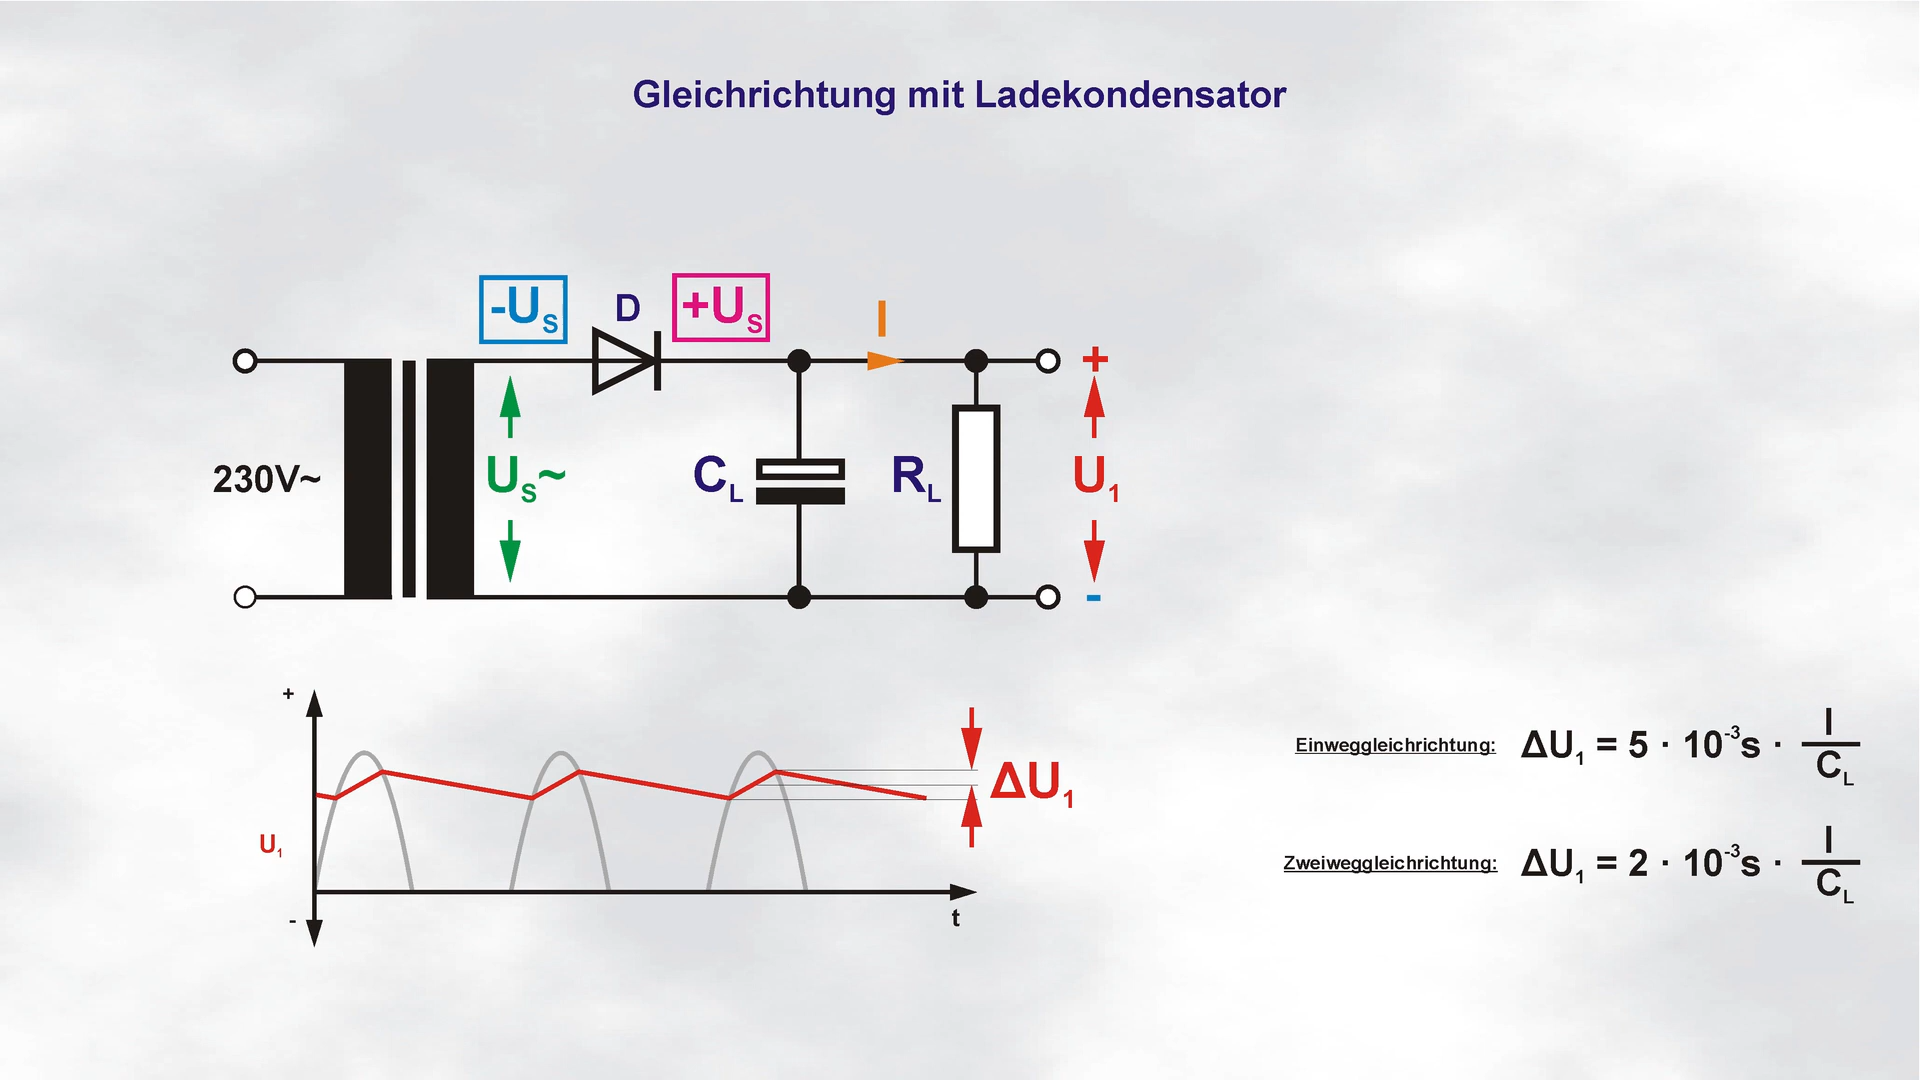 Gleichrichtung mit Ladekondensator
-US D +US I
+
230V~ US~ CL RL U1
-
+
ΔU1
U1
-
t
Einweggleichrichtung: ΔU1 = 5 · 10-3s · I
CL
Zweiweggleichrichtung: ΔU1 = 2 · 10-3s · I
CL